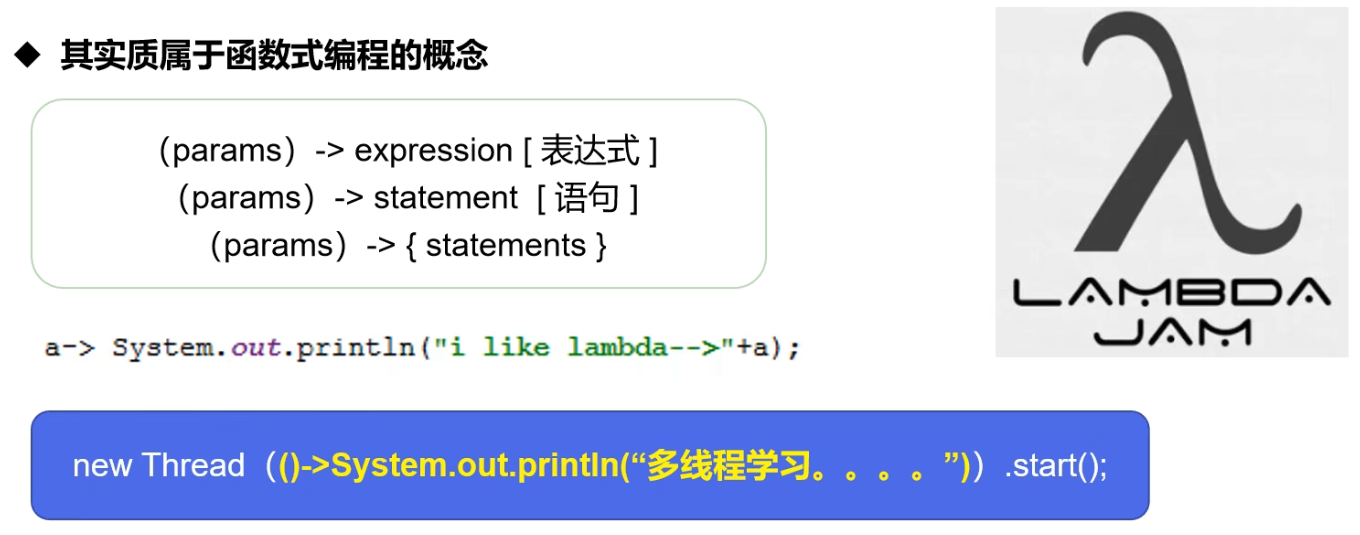 ◆ 其实质属于函数式编程的概念
（params）-> expression [ 表达式 ]
（params）-> statement [ 语句 ]
（params）-> { statements }
a-> System.out.println("i like lambda-->"+a);
new Thread（()->System.out.println(“多线程学习。。。。”)）.start();
λ
LAMBDA
JAM